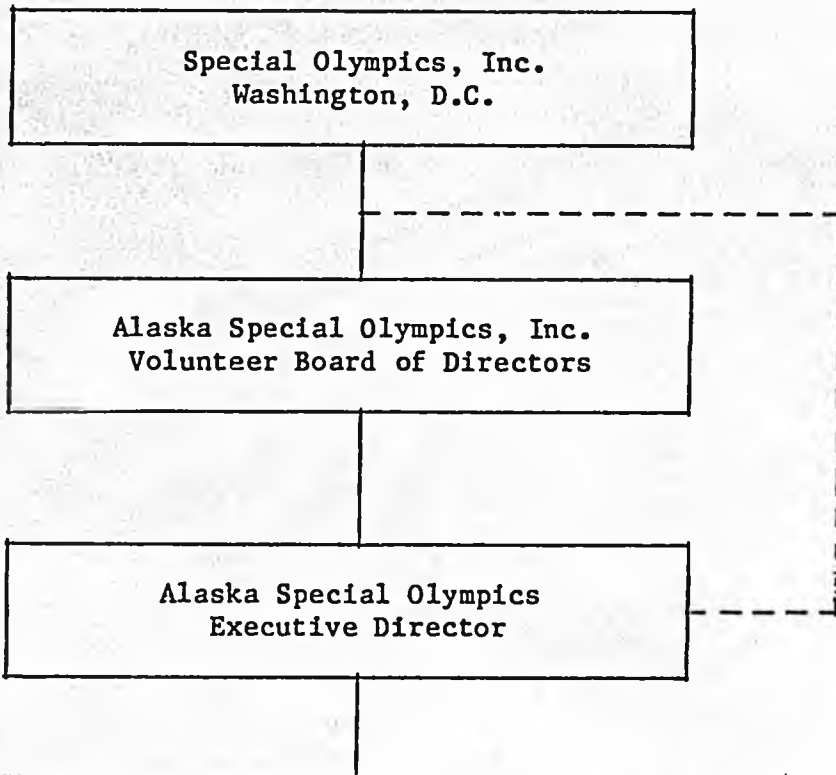 Special Olympics, Inc.
Washington, D.C.
Alaska Special Olympics, Inc.
Volunteer Board of Directors
Alaska Special Olympics
Executive Director